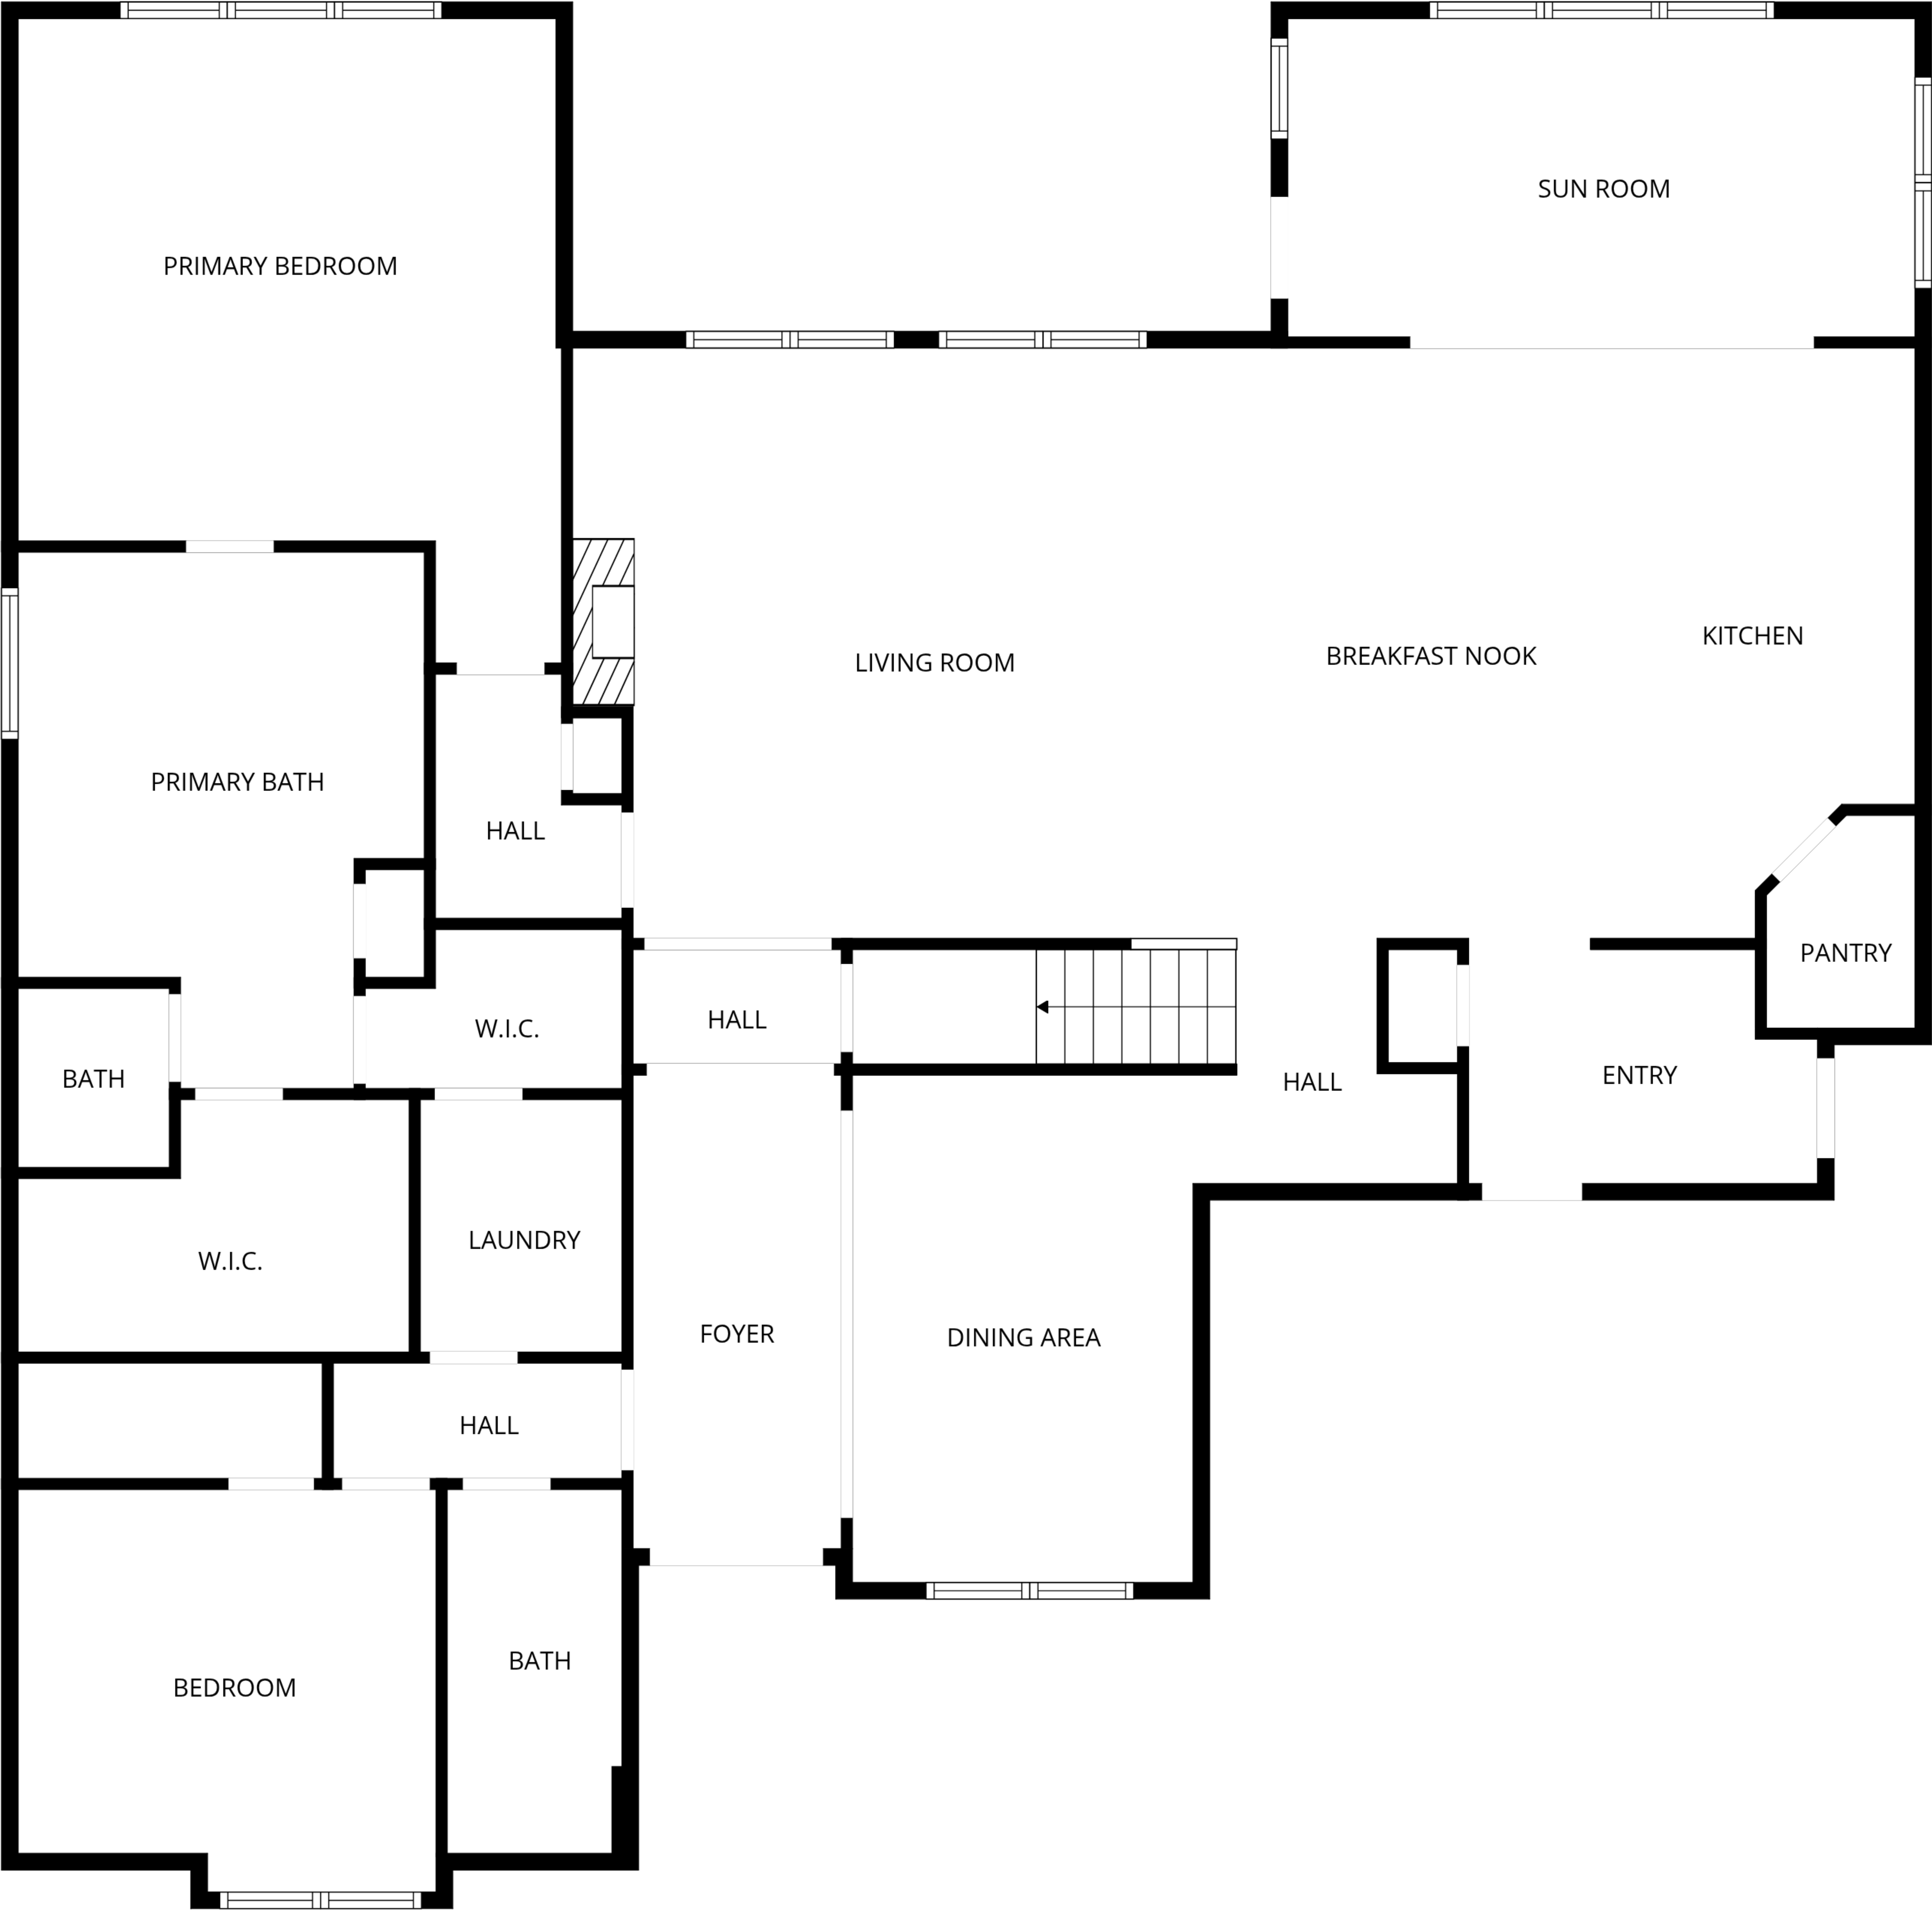 SUN ROOM
PRIMARY BEDROOM
KITCHEN
BREAKFAST NOOK
LIVING ROOM
PRIMARY BATH
HALL
PANTRY
HALL
W.I.C.
ENTRY
BATH
HALL
LAUNDRY
W.I.C.
FOYER
DINING AREA
HALL
BATH
BEDROOM